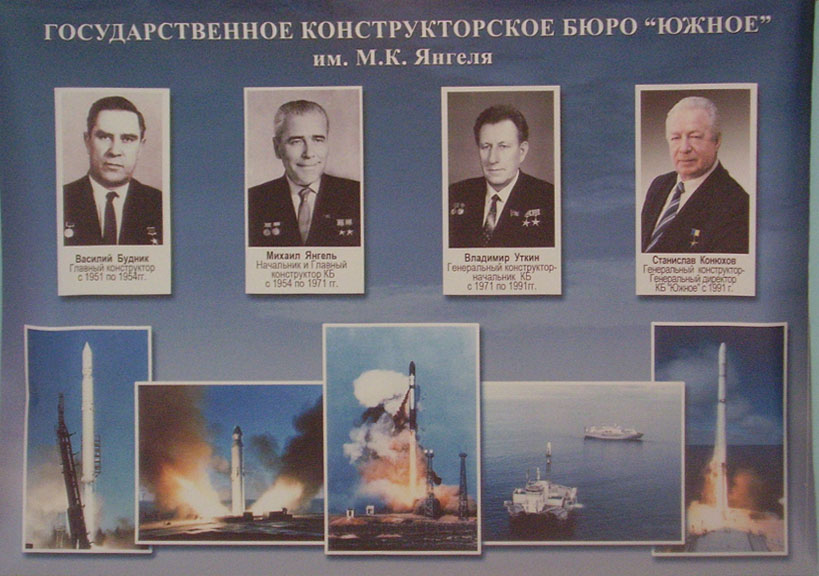 ГОСУДАРСТВЕННОЕ КОНСТРУКТОРСКОЕ БЮРО “ЮЖНОЕ”
им. М.К. Янгеля
Василий Будник
Главный конструктор
с 1951 по 1954гг.
Михаил Янгель
Начальник и Главный
конструктор КБ
с 1954 по 1971 гг.
Владимир Уткин
Генеральный конструктор-
начальник КБ
с 1971 по 1991гг.
Станислав Конюхов
Генеральный конструктор-
Генеральный директор
КБ "Южное" с 1991 г.